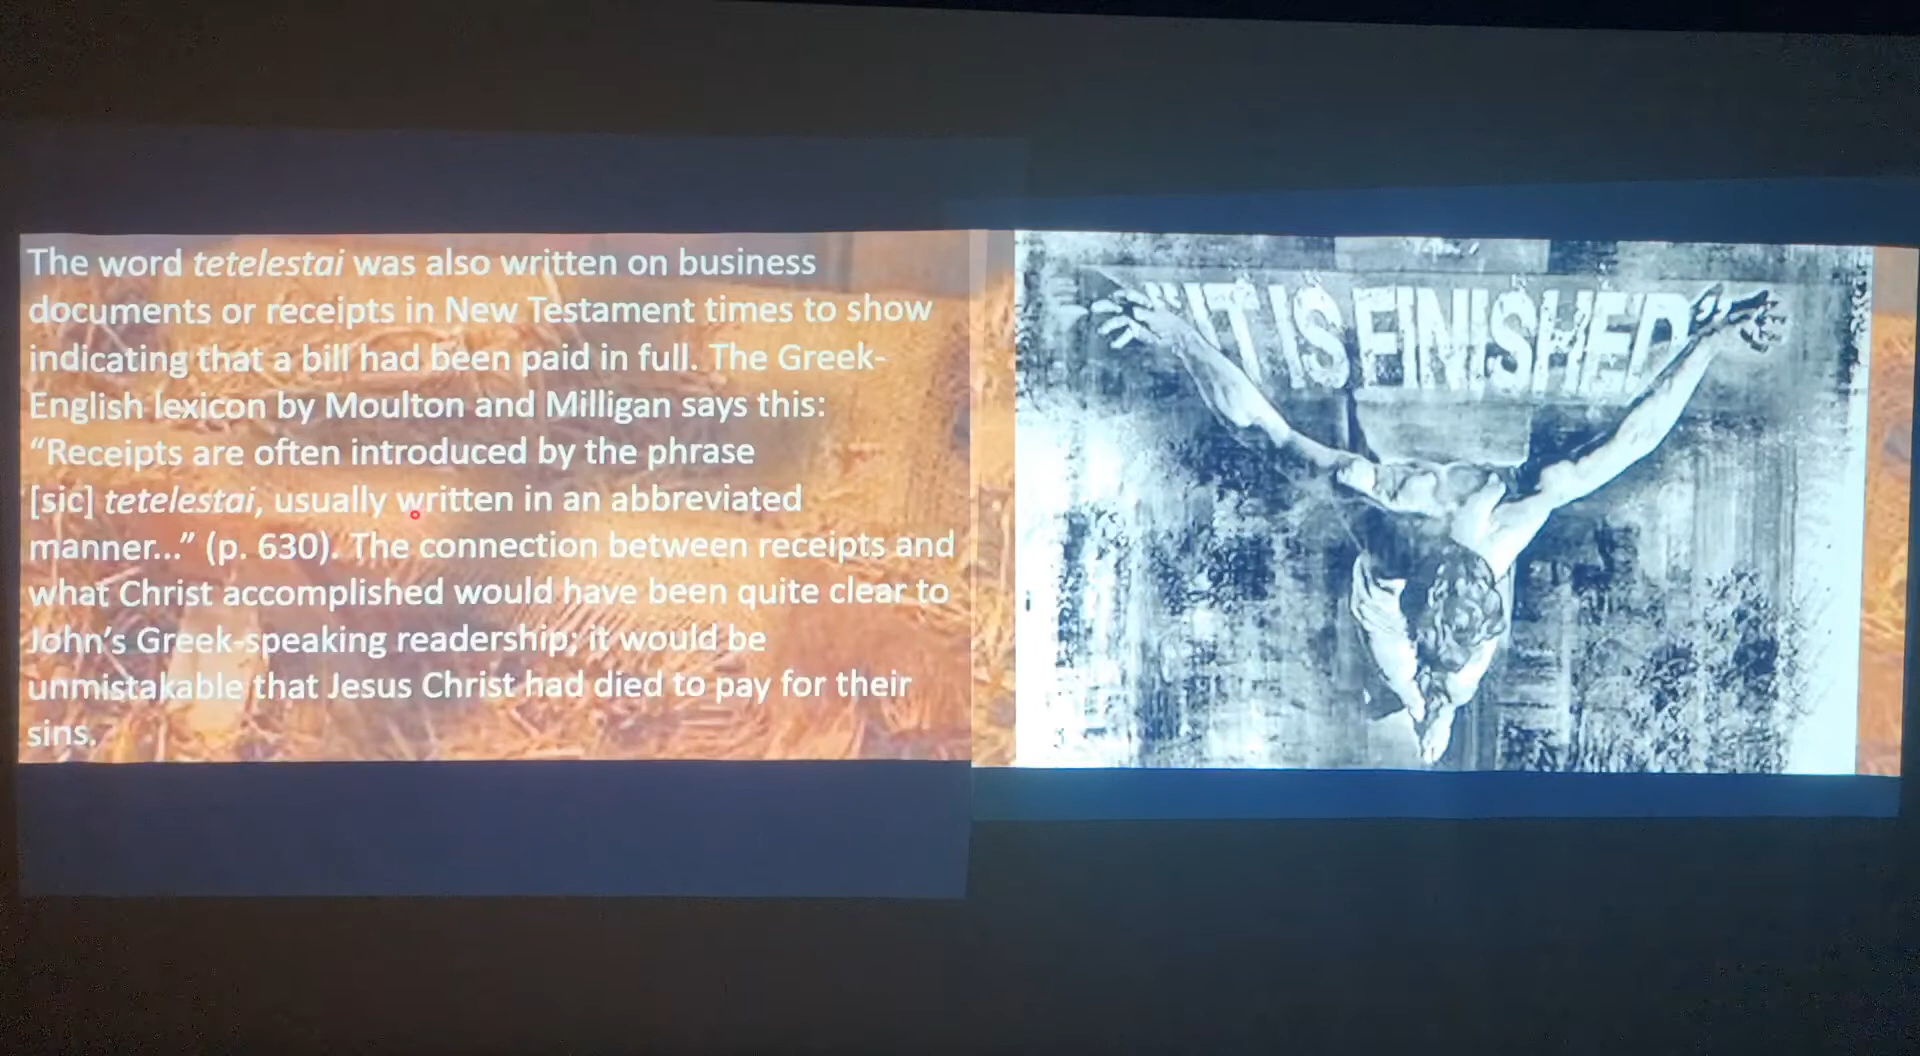 The word tetelestai was also written on business
documents or receipts in New Testament times to show
indicating that a bill had been paid in full. The Greek-
English lexicon by Moulton and Milligan says this:
“Receipts are often introduced by the phrase
[sic] tetelestai, usually written in an abbreviated
manner...” (p. 630). The connection between receipts and
what Christ accomplished would have been quite clear to
John’s Greek-speaking readership; it would be
unmistakable that Jesus Christ had died to pay for their
sins.
“IT IS FINISHED”